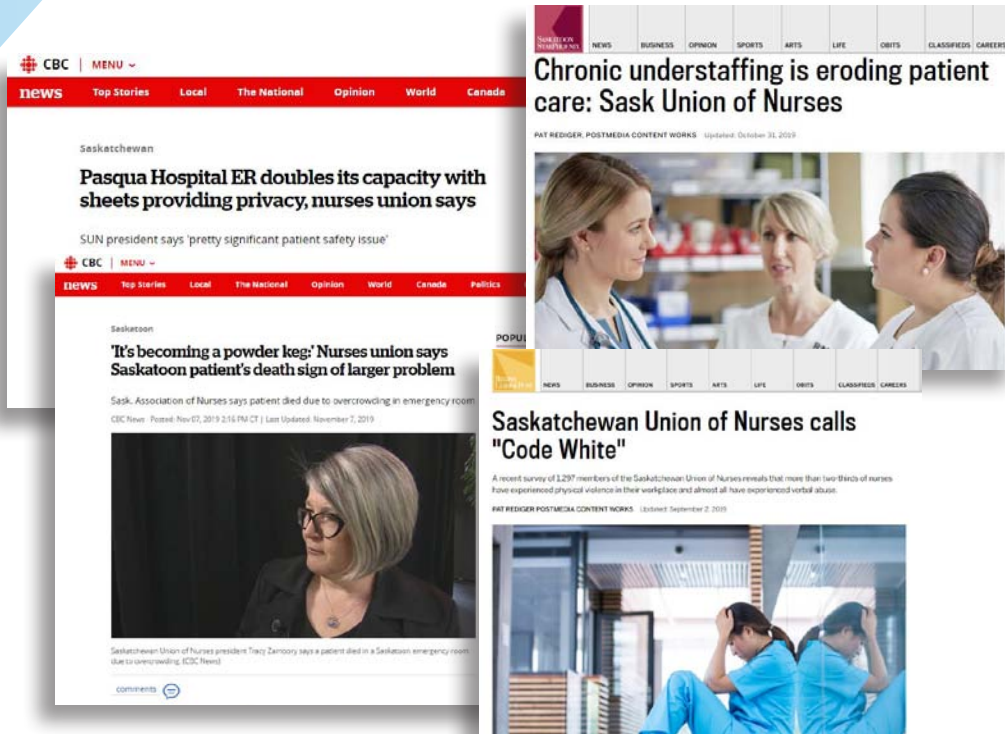 CBC | MENU
news Top Stories Local The National Opinion World Canada
Saskatchewan
Pasqua Hospital ER doubles its capacity with
sheets providing privacy, nurses union says
SUN president says 'pretty significant patient safety issue'
CBC | MENU
news Top Stories Local The National Opinion World Canada Politics
Saskatoon
POPU
'It's becoming a powder keg:' Nurses union says
Saskatoon patient's death sign of larger problem
Sask. Association of Nurses says patient died due to overcrowding in emergency room
CBC News · Posted: Nov 07, 2019 2:16 PM CT | Last Updated: November 7, 2019
Saskatchewan Union of Nurses president Tracy Zambory says a patient died in a Saskatoon emergency room
due to overcrowding. (CBC News)
comments
SASKATOON
STARPHOENIX NEWS BUSINESS OPINION SPORTS ARTS LIFE OBITS CLASSIFIEDS CAREERS
Chronic understaffing is eroding patient
care: Sask Union of Nurses
PAT REDIGER, POSTMEDIA CONTENT WORKS Updated: October 31, 2019
NEWS BUSINESS OPINION SPORTS ARTS LIFE OBITS CLASSIFIEDS CAREERS
Saskatchewan Union of Nurses calls
"Code White"
A recent survey of 1,297 members of the Saskatchewan Union of Nurses reveals that more than two-thirds of nurses
have experienced physical violence in their workplace and almost all have experienced verbal abuse.
PAT REDIGER POSTMEDIA CONTENT WORKS Updated: September 2, 2019